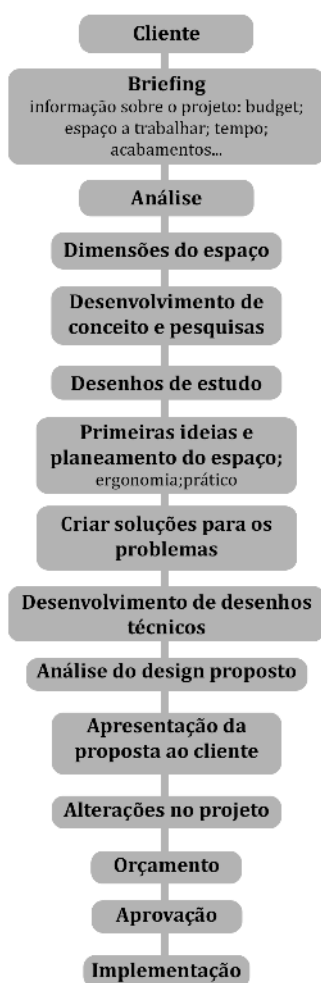 Cliente
Briefing
informação sobre o projeto: budget;
espaço a trabalhar; tempo;
acabamentos...
Análise
Dimensões do espaço
Desenvolvimento de
conceito e pesquisas
Desenhos de estudo
Primeiras ideias e
planeamento do espaço;
ergonomia;prático
Criar soluções para os
problemas
Desenvolvimento de desenhos
técnicos
Análise do design proposto
Apresentação da
proposta ao cliente
Alterações no projeto
Orçamento
Aprovação
Implementação